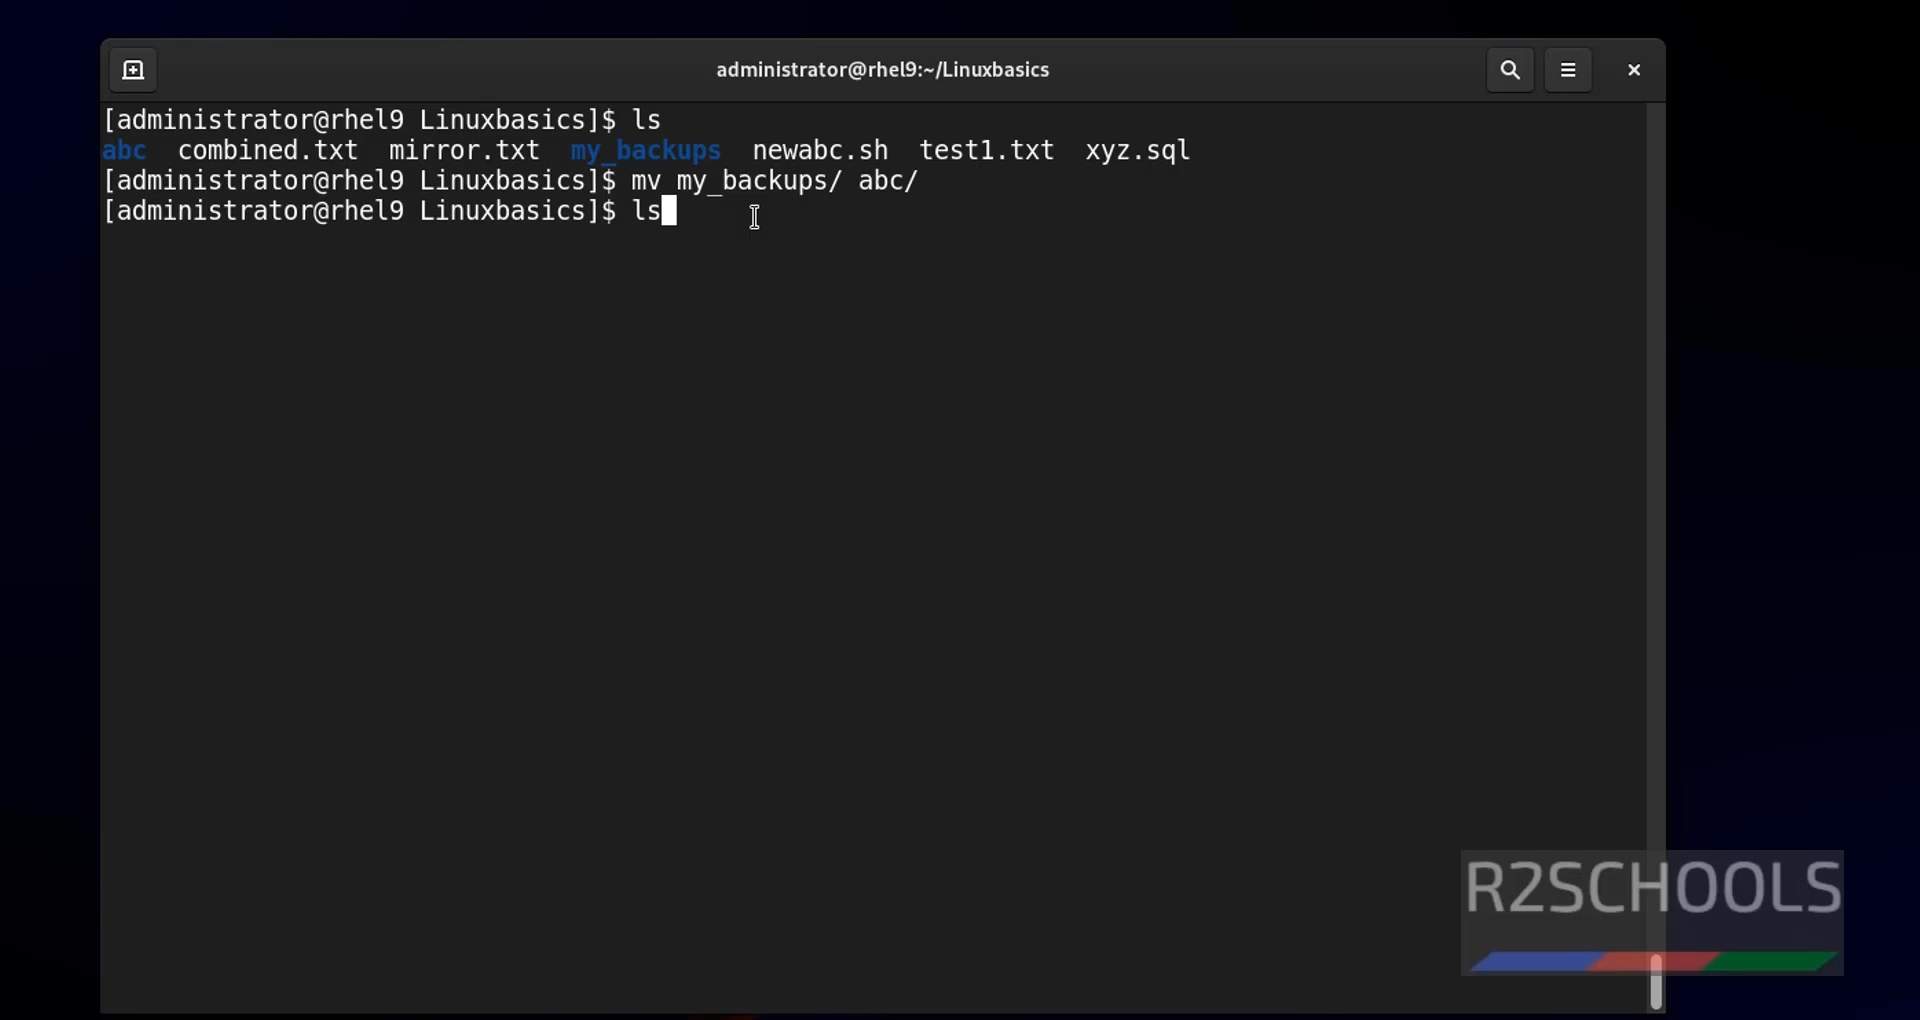 administrator@rhel9:~/Linuxbasics
[administrator@rhel9 Linuxbasics]$ ls
abc  combined.txt  mirror.txt  my_backups  newabc.sh  test1.txt  xyz.sql
[administrator@rhel9 Linuxbasics]$ mv my_backups/ abc/
[administrator@rhel9 Linuxbasics]$ ls
R2SCHOOLS